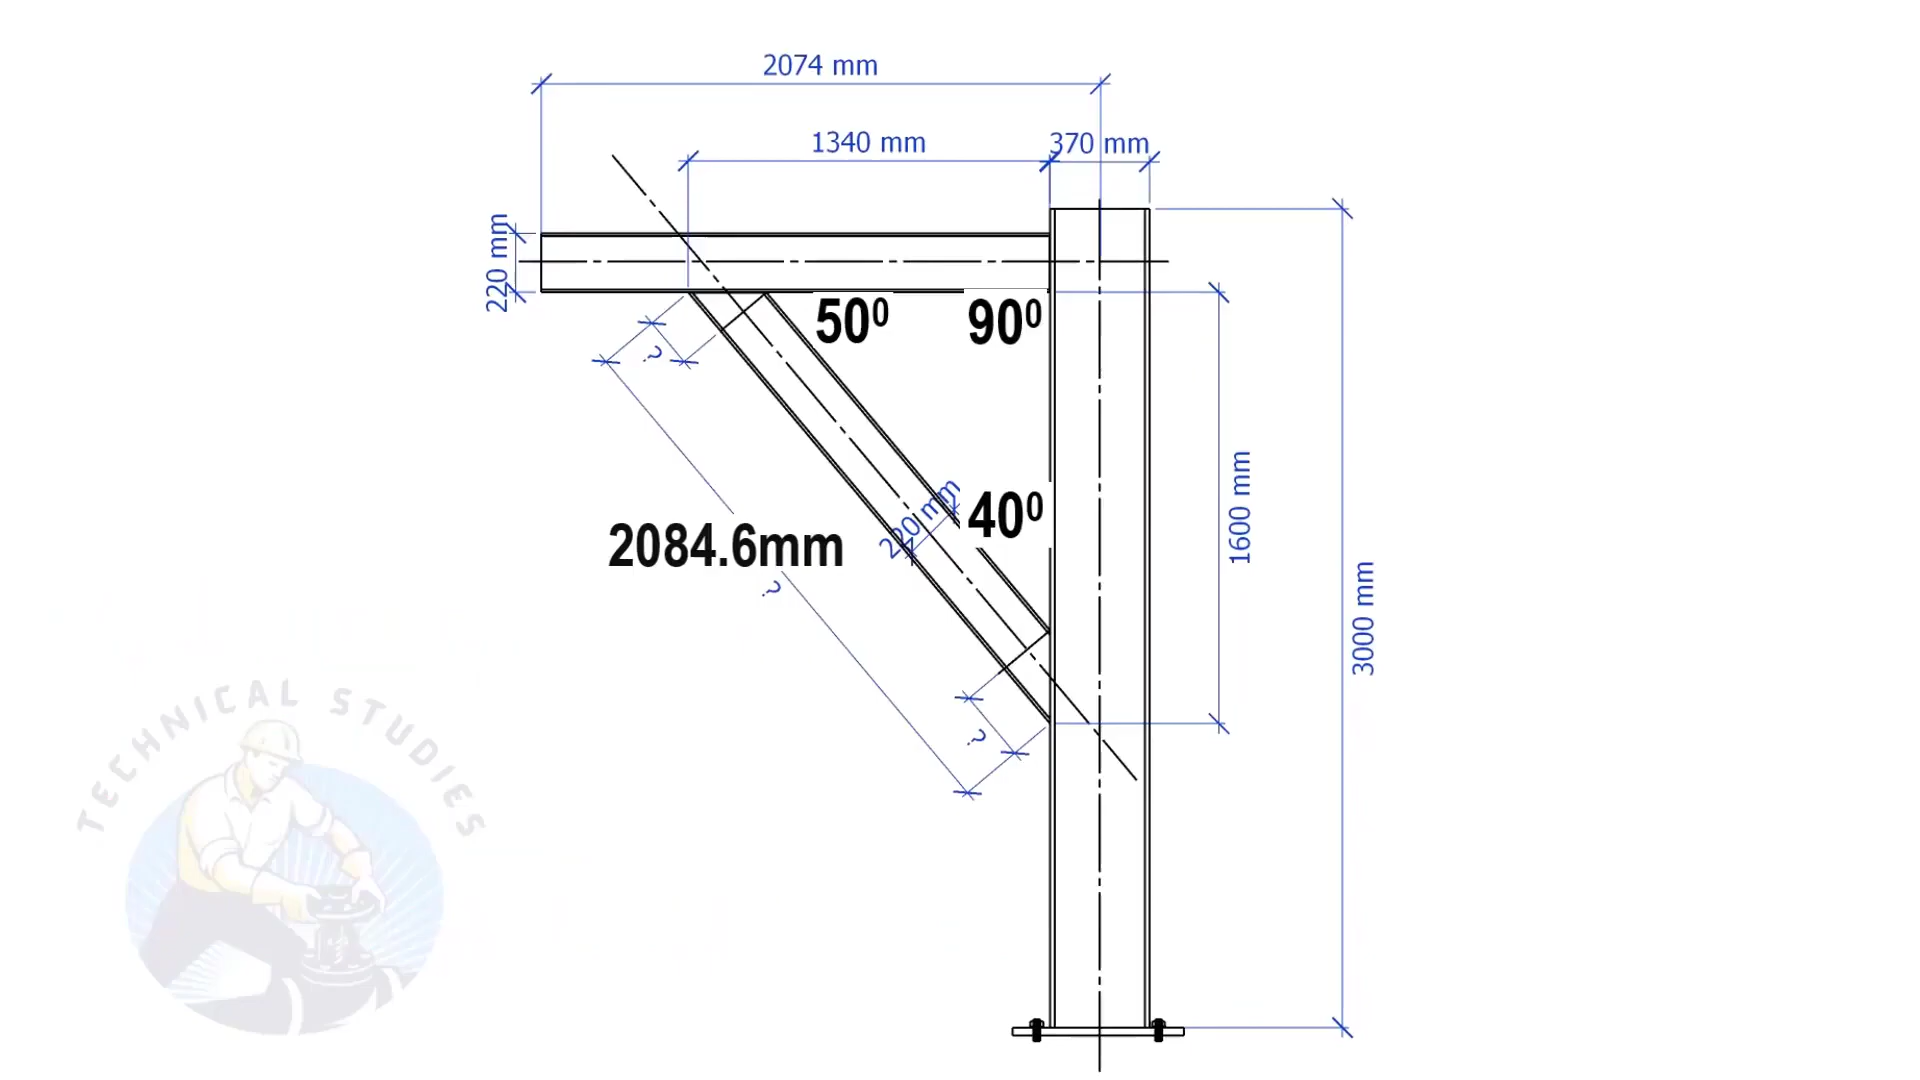 2074 mm
1340 mm
370 mm
220 mm
50⁰
90⁰
?
220 mm
40⁰
1600 mm
2084.6mm
?
3000 mm
?
TECHNICAL STUDIES